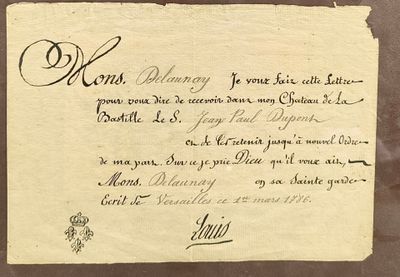 Mons. Delaunay Je vous fais cette Lettre
pour vous dire de recevoir dans mon Chateau de La
Bastille Le S. Jean Paul Dupont
et de les retenir jusqu'à nouvel Ordre
de ma part. Sur ce je prie Dieu qu'il vous ait,
Mons. Delaunay en sa Sainte garde
Ecrit de Versailles ce 1er mars 1786.
Louis